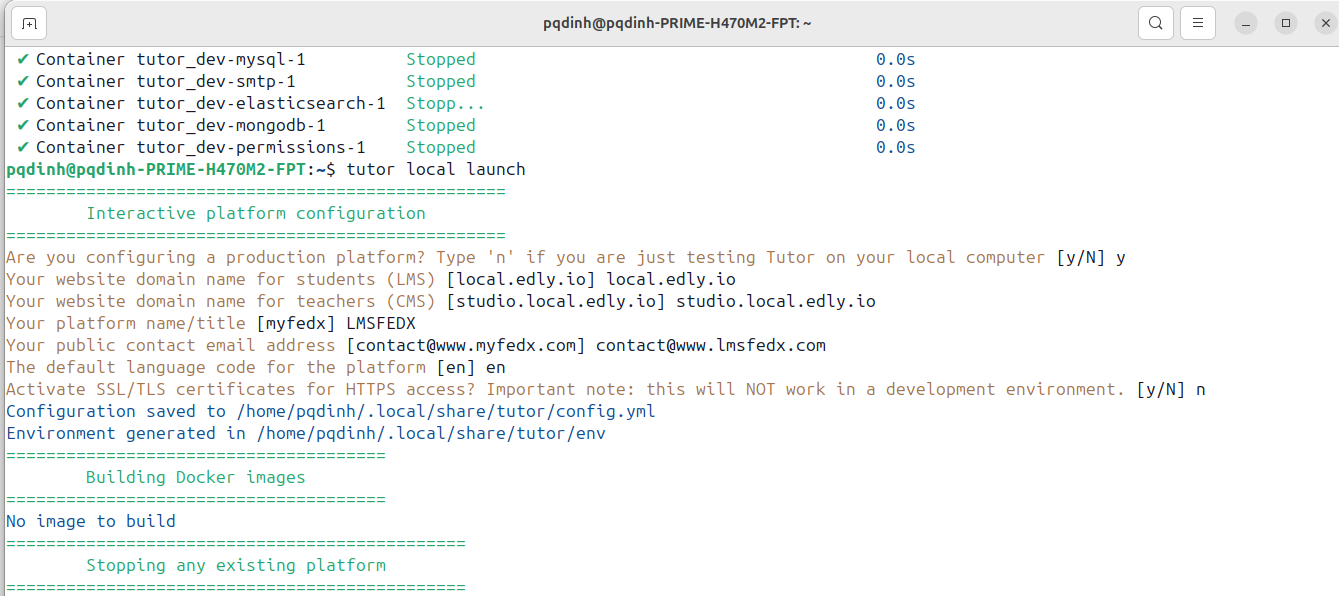 pqdinh@pqdinh-PRIME-H470M2-FPT: ~
✔ Container tutor_dev-mysql-1 Stopped 0.0s
✔ Container tutor_dev-smtp-1 Stopped 0.0s
✔ Container tutor_dev-elasticsearch-1 Stopp... 0.0s
✔ Container tutor_dev-mongodb-1 Stopped 0.0s
✔ Container tutor_dev-permissions-1 Stopped 0.0s
pqdinh@pqdinh-PRIME-H470M2-FPT:~$ tutor local launch
==================================================
Interactive platform configuration
==================================================
Are you configuring a production platform? Type 'n' if you are just testing Tutor on your local computer [y/N] y
Your website domain name for students (LMS) [local.edly.io] local.edly.io
Your website domain name for teachers (CMS) [studio.local.edly.io] studio.local.edly.io
Your platform name/title [myfedx] LMSFEDX
Your public contact email address [contact@www.myfedx.com] contact@www.lmsfedx.com
The default language code for the platform [en] en
Activate SSL/TLS certificates for HTTPS access? Important note: this will NOT work in a development environment. [y/N] n
Configuration saved to /home/pqdinh/.local/share/tutor/config.yml
Environment generated in /home/pqdinh/.local/share/tutor/env
======================================
Building Docker images
======================================
No image to build
==============================================
Stopping any existing platform
==============================================